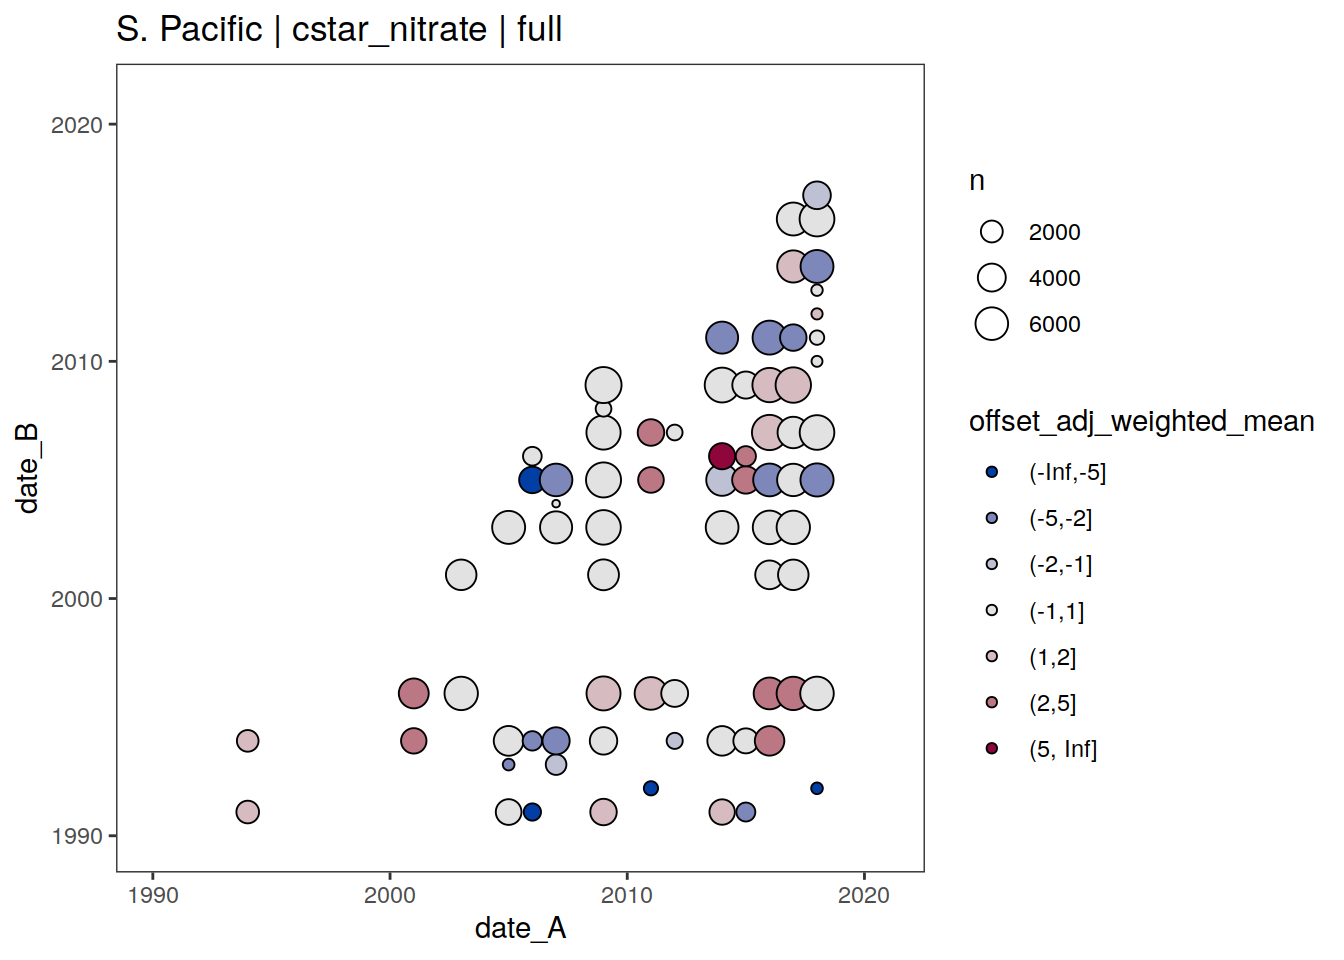 S. Pacific | cstar_nitrate | full
2020
2010
2000
1990
date_B
1990
2000
2010
2020
date_A
n
2000
4000
6000
offset_adj_weighted_mean
(-Inf,-5]
(-5,-2]
(-2,-1]
(-1,1]
(1,2]
(2,5]
(5, Inf]